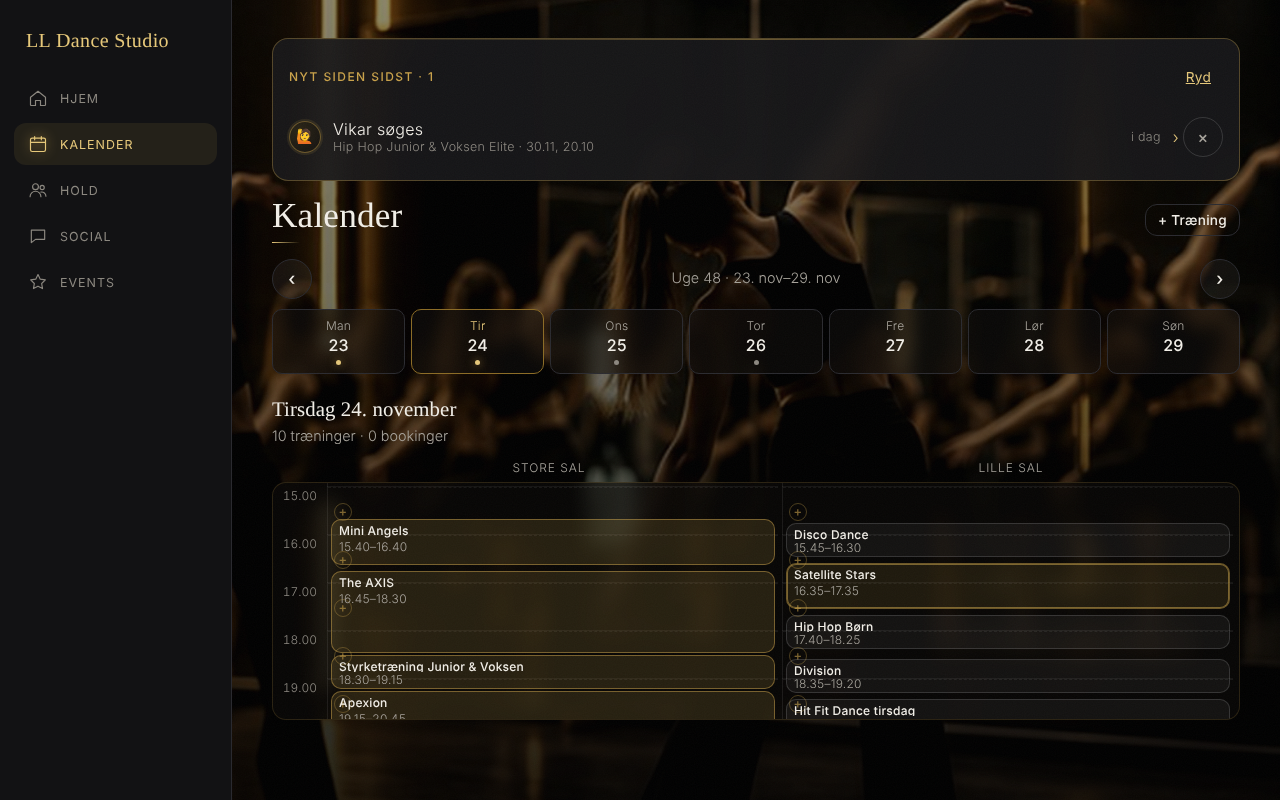 LL Dance Studio
HJEM
KALENDER
HOLD
SOCIAL
EVENTS
NYT SIDEN SIDST · 1
Ryd
Vikar søges
Hip Hop Junior & Voksen Elite · 30.11, 20.10
i dag
Kalender
+ Træning
Uge 48 · 23. nov–29. nov
Man
23
Tir
24
Ons
25
Tor
26
Fre
27
Lør
28
Søn
29
Tirsdag 24. november
10 træninger · 0 bookinger
STORE SAL
LILLE SAL
15.00
16.00
17.00
18.00
19.00
Mini Angels
15.40–16.40
The AXIS
16.45–18.30
Styrketræning Junior & Voksen
18.30–19.15
Apexion
19.15–20.45
Disco Dance
15.45–16.30
Satellite Stars
16.35–17.35
Hip Hop Børn
17.40–18.25
Division
18.35–19.20
Hit Fit Dance tirsdag